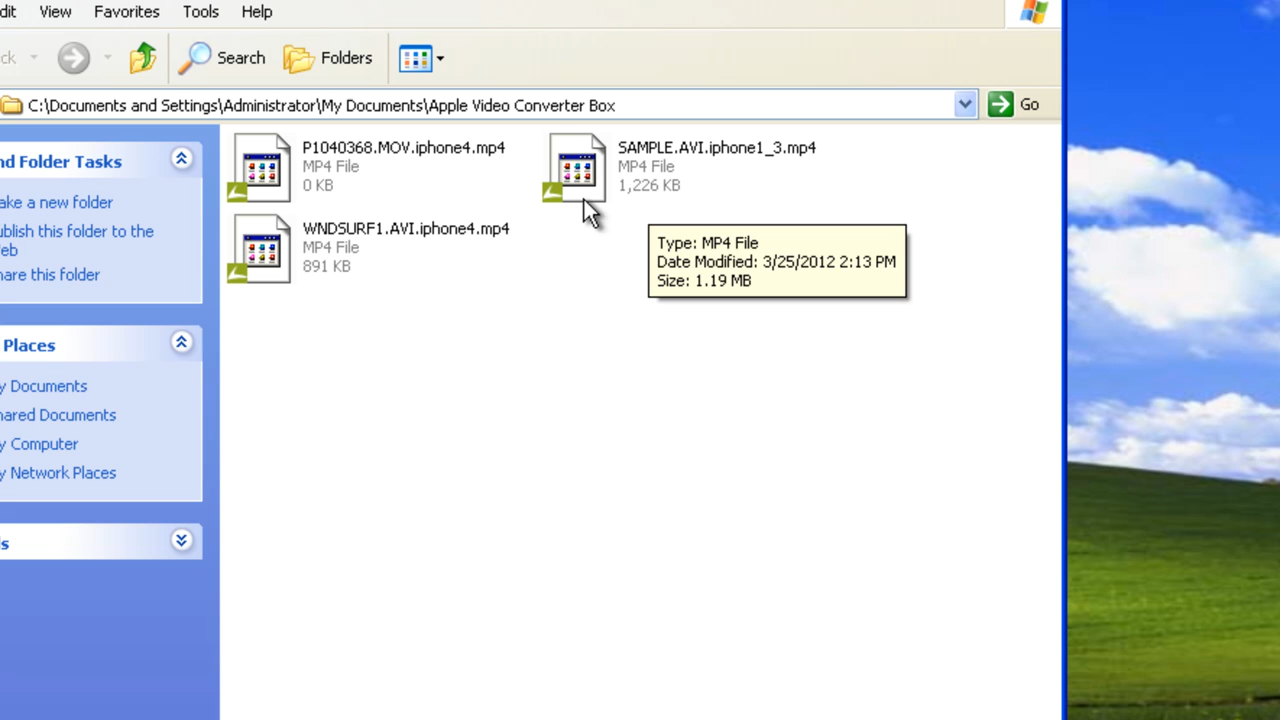 dit View Favorites Tools Help
ck Search Folders
C:\Documents and Settings\Administrator\My Documents\Apple Video Converter Box Go
nd Folder Tasks
ake a new folder
ublish this folder to the
eb
hare this folder
Places
y Documents
hared Documents
y Computer
y Network Places
ls
P1040368.MOV.iphone4.mp4
MP4 File
0 KB
SAMPLE.AVI.iphone1_3.mp4
MP4 File
1,226 KB
WNDSURF1.AVI.iphone4.mp4
MP4 File
891 KB
Type: MP4 File
Date Modified: 3/25/2012 2:13 PM
Size: 1.19 MB